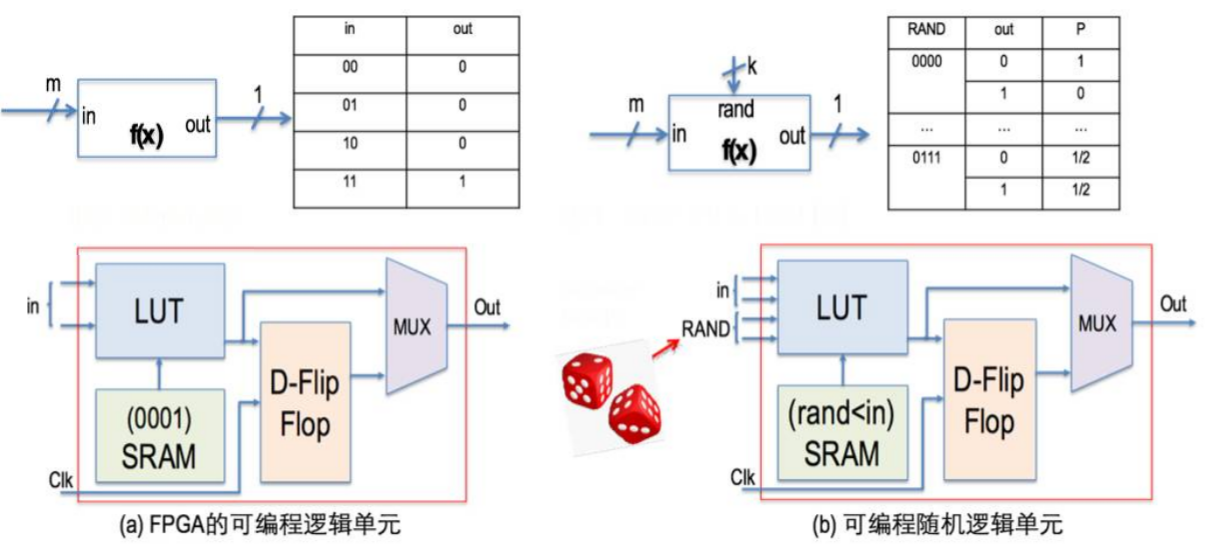 m
in
f(x)
out
1
in out
00 0
01 0
10 0
11 1
in
LUT
(0001)
SRAM
D-Flip
Flop
MUX
Out
Clk
(a) FPGA的可编程逻辑单元
k
m
in
rand
f(x)
out
1
RAND out P
0000 0 1
1 0
... ... ...
0111 0 1/2
1 1/2
in
RAND
LUT
(rand<in)
SRAM
D-Flip
Flop
MUX
Out
Clk
(b) 可编程随机逻辑单元